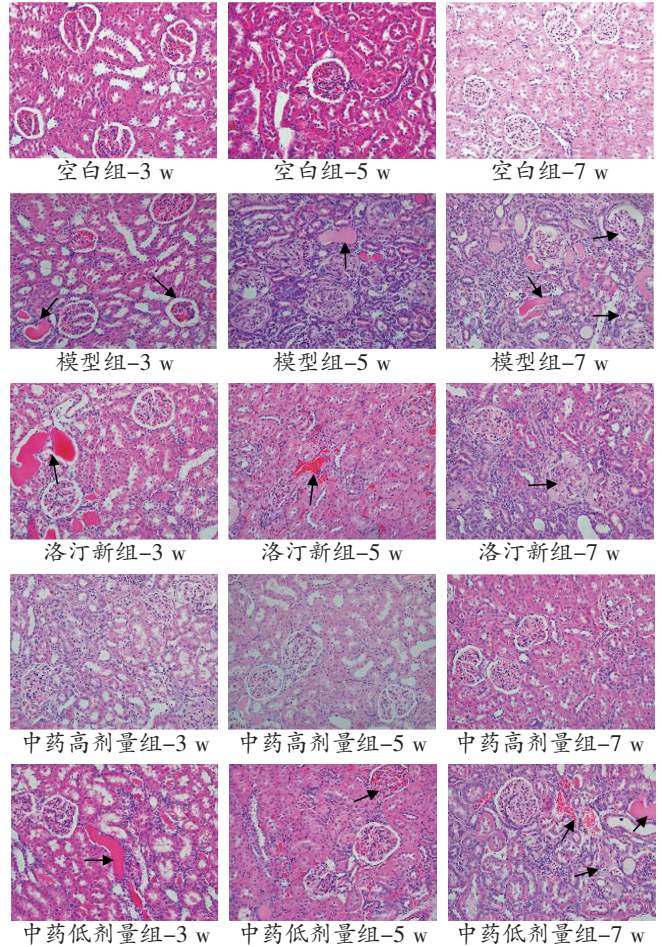 空白组-3 w
空白组-5 w
空白组-7 w
模型组-3 w
模型组-5 w
模型组-7 w
洛汀新组-3 w
洛汀新组-5 w
洛汀新组-7 w
中药高剂量组-3 w
中药高剂量组-5 w
中药高剂量组-7 w
中药低剂量组-3 w
中药低剂量组-5 w
中药低剂量组-7 w